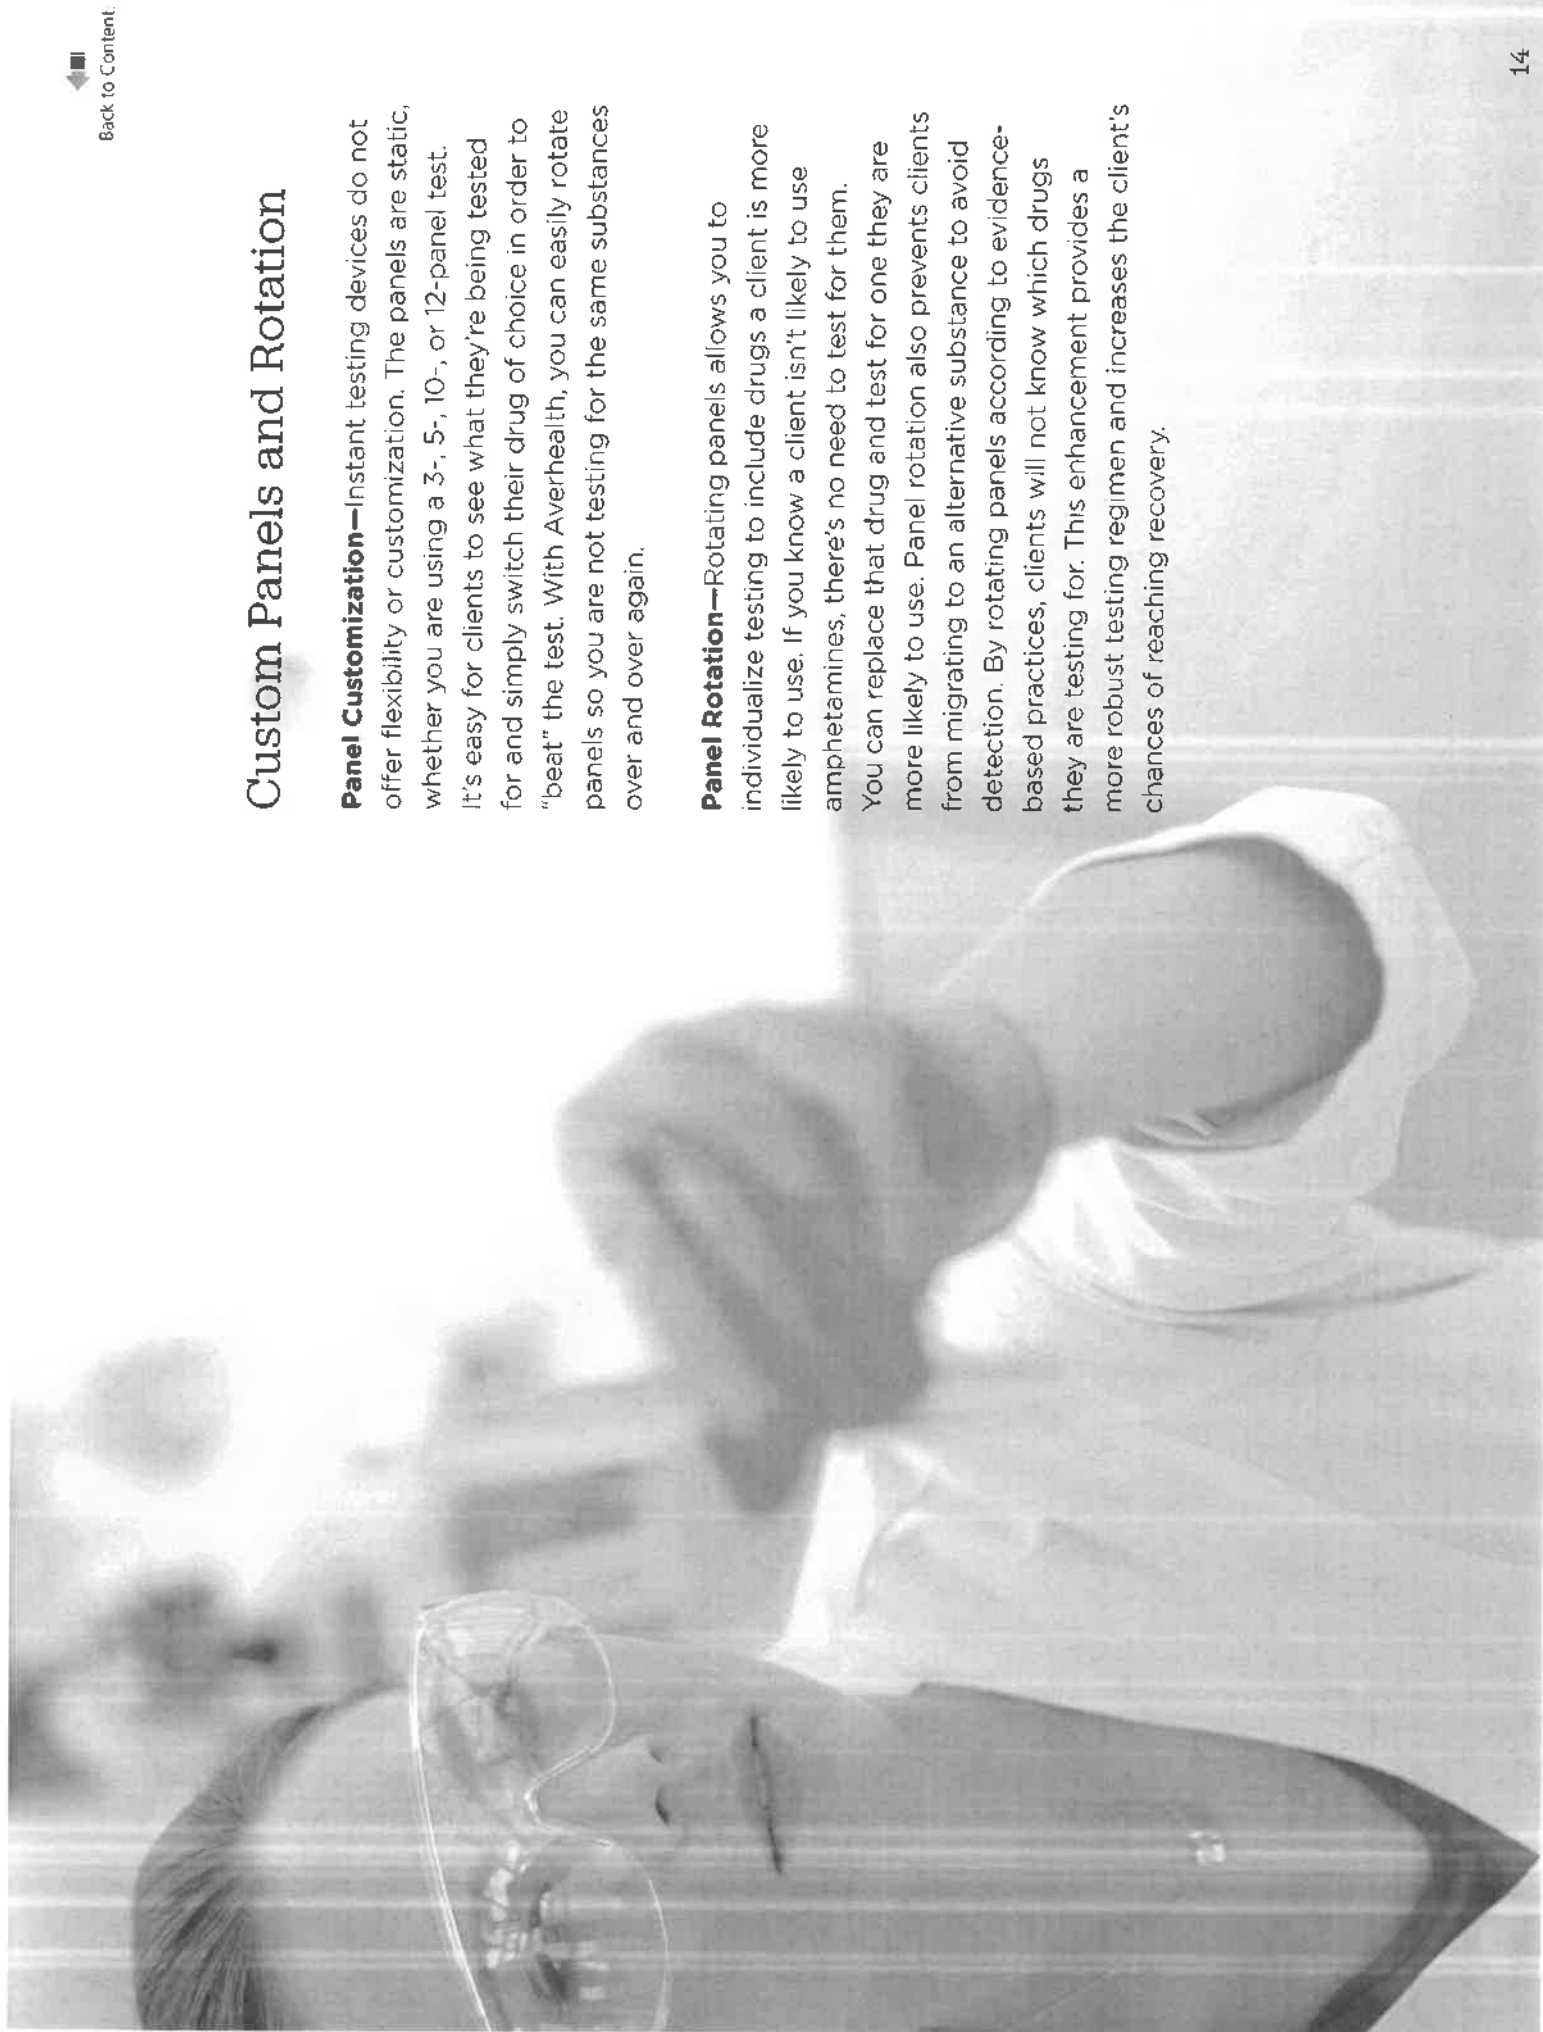 Back to Content
Custom Panels and Rotation
Panel Customization—Instant testing devices do not
offer flexibility or customization. The panels are static,
whether you are using a 3-, 5-, 10-, or 12-panel test.
It's easy for clients to see what they're being tested
for and simply switch their drug of choice in order to
"beat" the test. With Averhealth, you can easily rotate
panels so you are not testing for the same substances
over and over again.
Panel Rotation—Rotating panels allows you to
individualize testing to include drugs a client is more
likely to use. If you know a client isn't likely to use
amphetamines, there's no need to test for them.
You can replace that drug and test for one they are
more likely to use. Panel rotation also prevents clients
from migrating to an alternative substance to avoid
detection. By rotating panels according to evidence-
based practices, clients will not know which drugs
they are testing for. This enhancement provides a
more robust testing regimen and increases the client's
chances of reaching recovery.
14